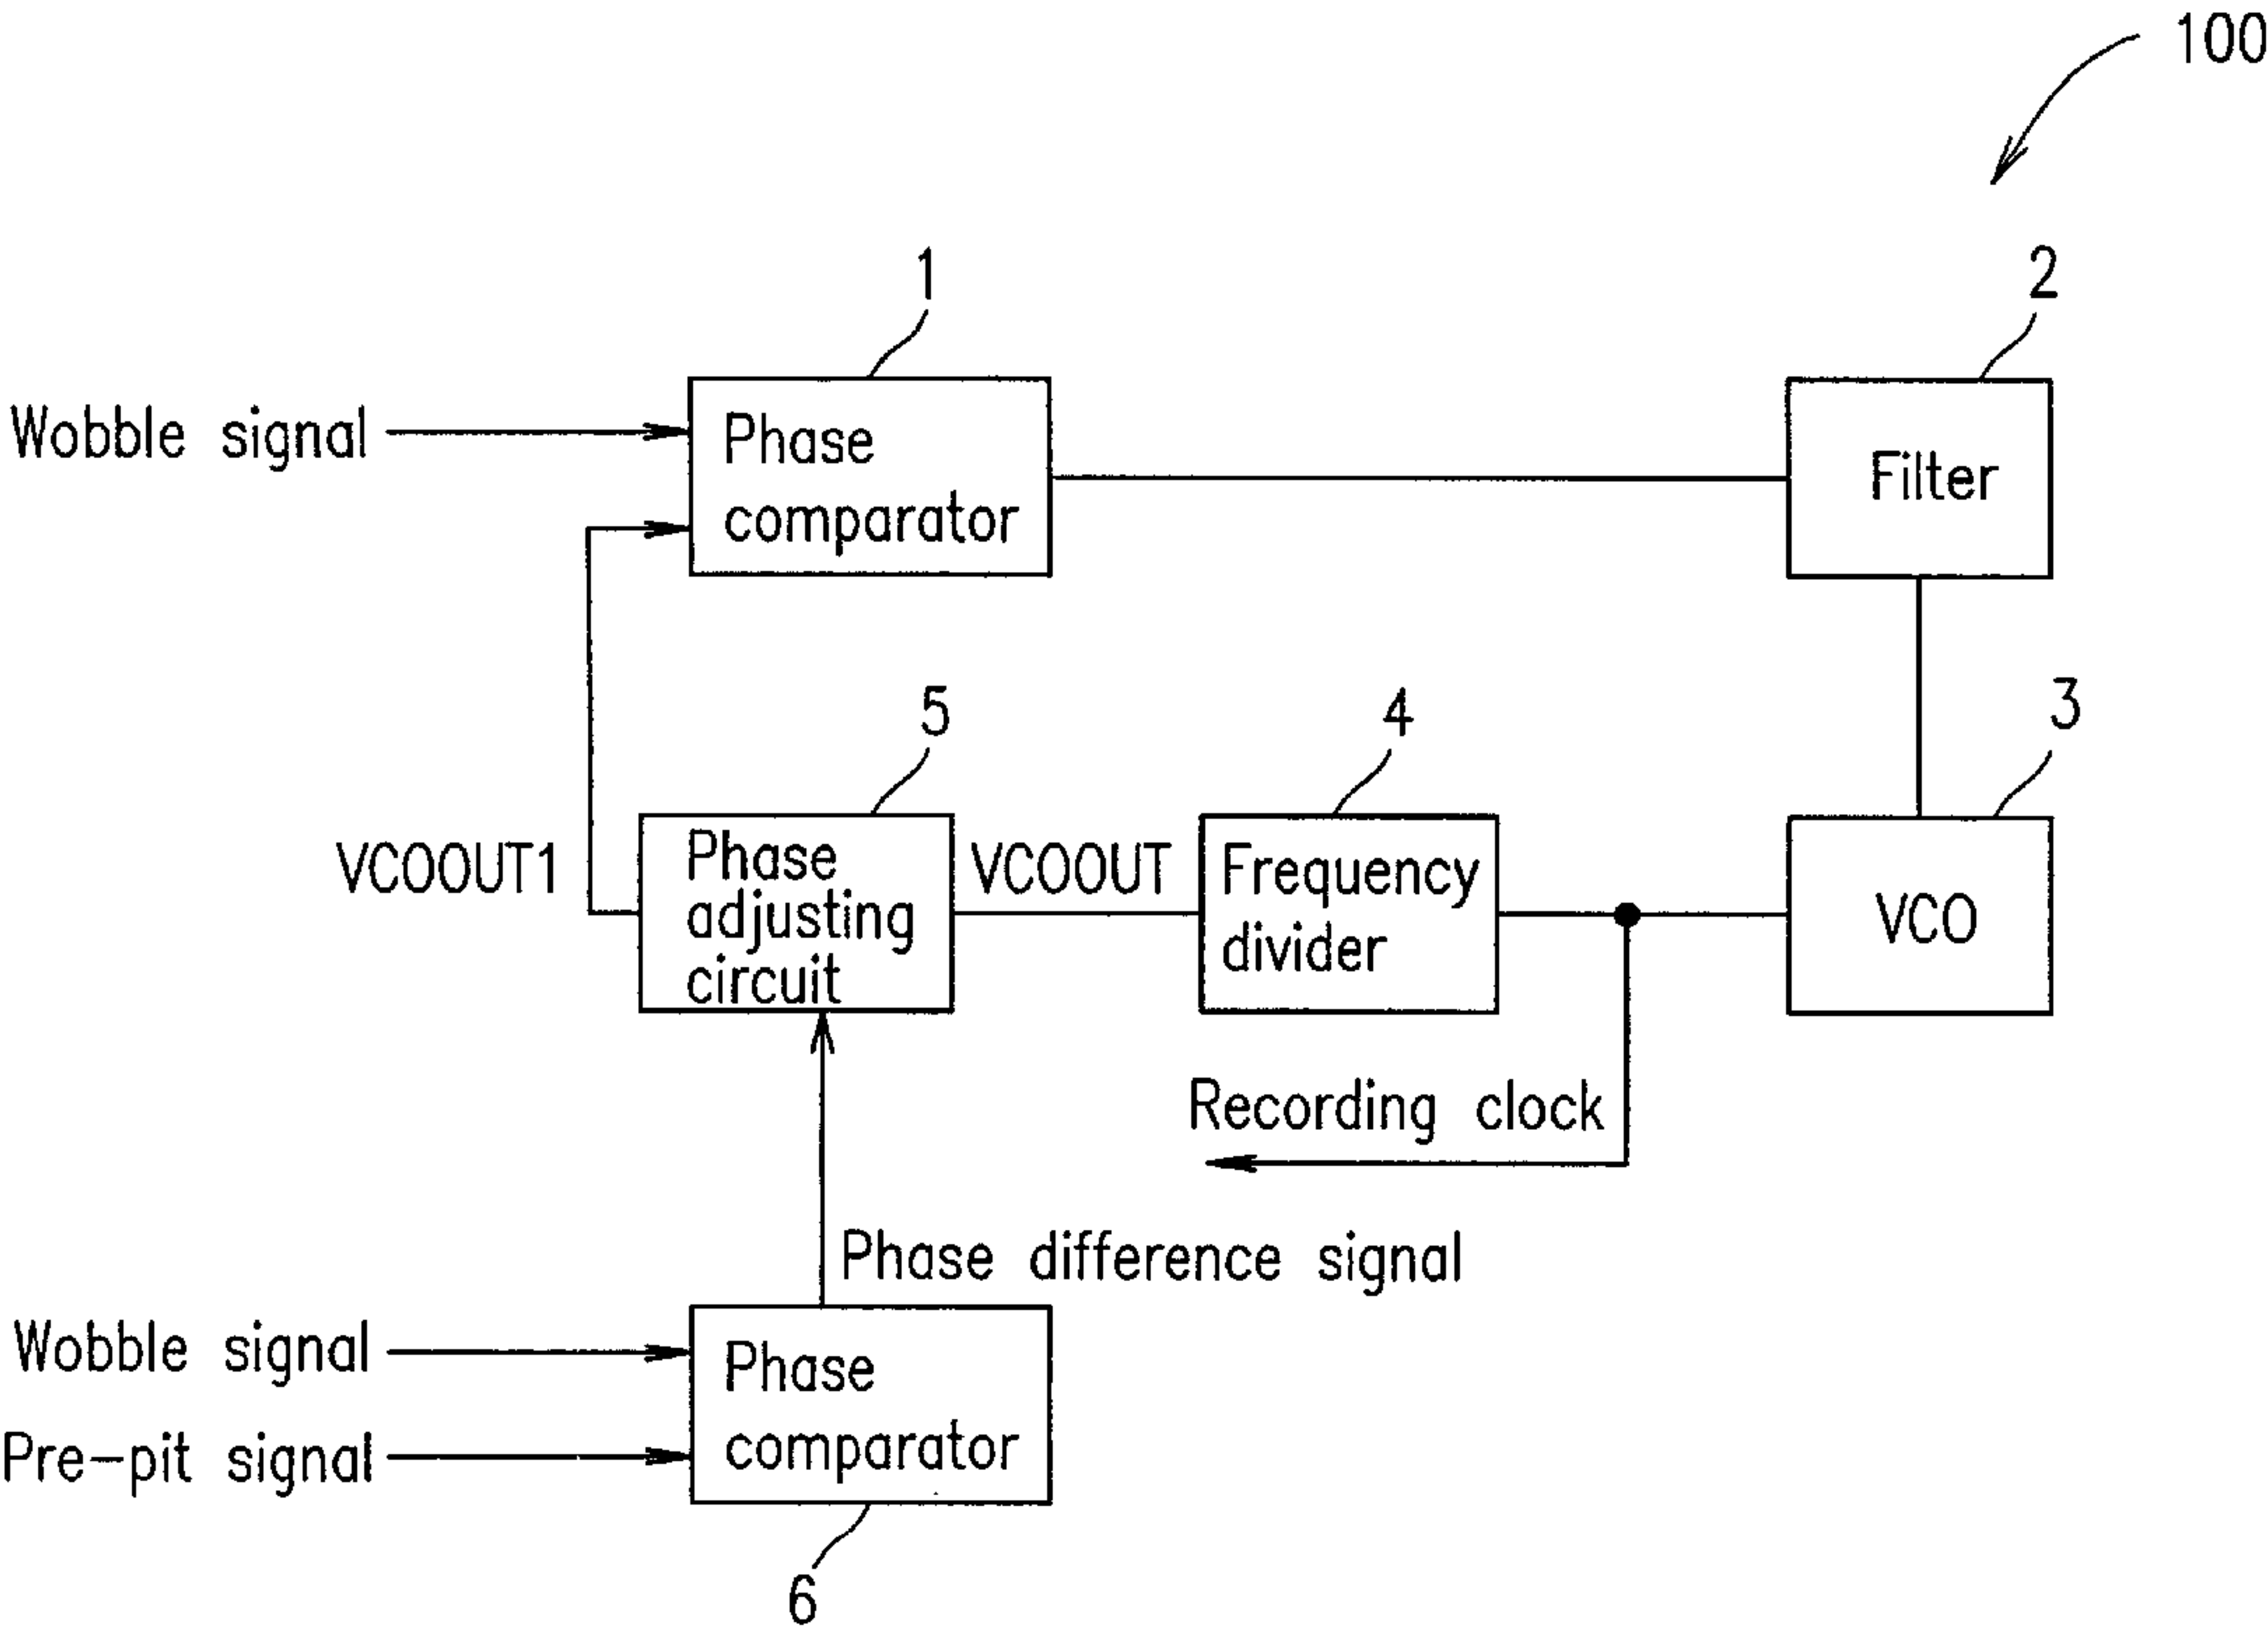 100
1
2
Wobble signal
Phase
comparator
Filter
5
4
3
VCOOUT1
Phase
adjusting
circuit
VCOOUT
Frequency
divider
VCO
Recording clock
Phase difference signal
Wobble signal
Pre-pit signal
Phase
comparator
6